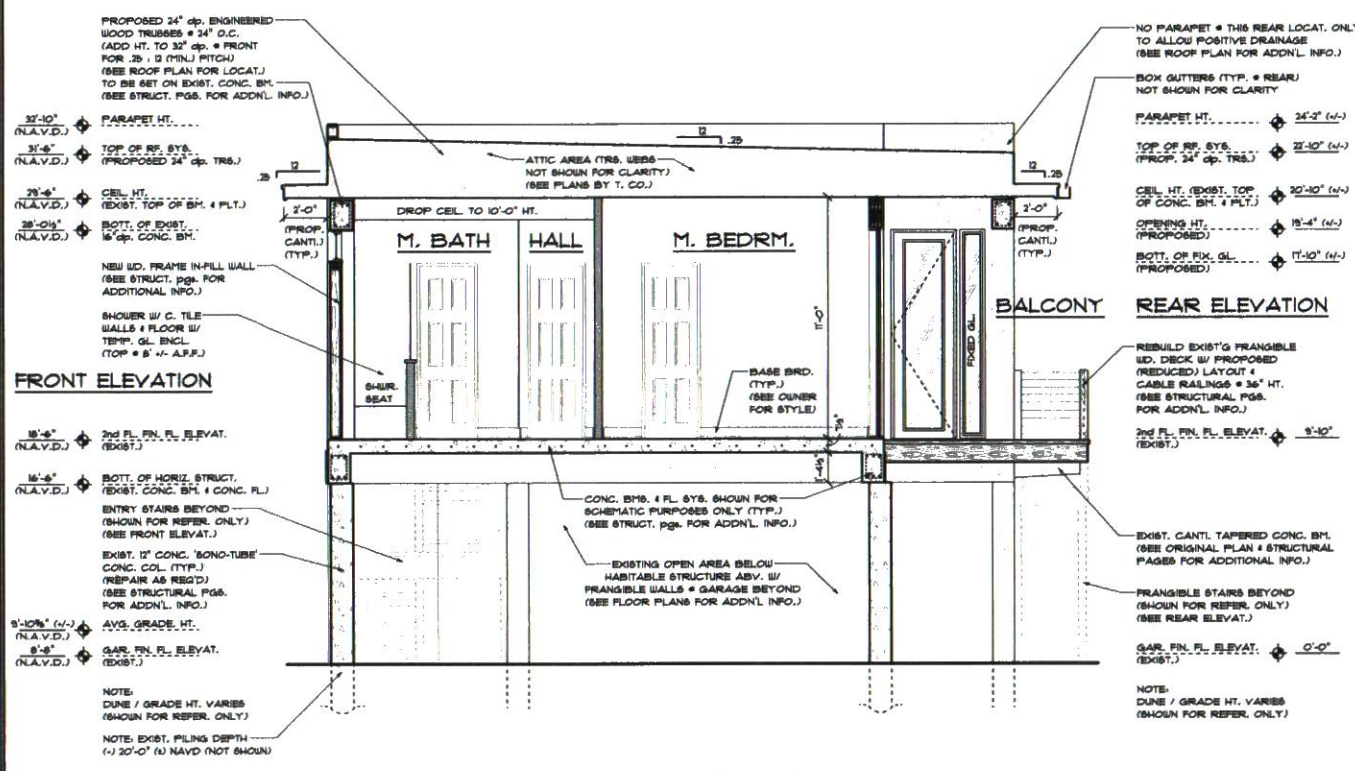 PROPOSED 24" dp. ENGINEERED
WOOD TRUSSES @ 24" O.C.
(ADD HT. TO 32" dp. @ FRONT
FOR .25 : 12 (MIN.) PITCH)
(SEE ROOF PLAN FOR LOCAT.)
TO BE SET ON EXIST. CONC. BM.
(SEE STRUCT. PGS. FOR ADDN'L. INFO.)
32'-10"
(N.A.V.D.)
PARAPET HT.
31'-6"
(N.A.V.D.)
TOP OF RF. SYS.
(PROPOSED 24" dp. TRS.)
12
.25
29'-6"
(N.A.V.D.)
CEIL. HT.
(EXIST. TOP OF BM. & PLT.)
28'-0½"
(N.A.V.D.)
BOTT. OF EXIST.
16" dp. CONC. BM.
2'-0"
(PROP.
CANTI.)
(TYP.)
NEW WD. FRAME IN-FILL WALL
(SEE STRUCT. pgs. FOR
ADDITIONAL INFO.)
SHOWER W/ C. TILE
WALLS & FLOOR W/
TEMP. GL. ENCL.
(TOP @ 8' +/- A.F.F.)
FRONT ELEVATION
18'-6"
(N.A.V.D.)
2nd FL. FIN. FL. ELEVAT.
(EXIST.)
16'-6"
(N.A.V.D.)
BOTT. OF HORIZ. STRUCT.
(EXIST. CONC. BM. & CONC. FL.)
ENTRY STAIRS BEYOND
(SHOWN FOR REFER. ONLY)
(SEE FRONT ELEVAT.)
EXIST. 12" CONC. 'SONO-TUBE'
CONC. COL. (TYP.)
(REPAIR AS REQ'D)
(SEE STRUCTURAL PGS.
FOR ADDN'L. INFO.)
(+/-)
(N.A.V.D.)
AVG. GRADE. HT.
8'-8"
(N.A.V.D.)
GAR. FIN. FL. ELEVAT.
(EXIST.)
NOTE:
DUNE / GRADE HT. VARIES
(SHOWN FOR REFER. ONLY)
NOTE: EXIST. PILING DEPTH
(-) 20'-0" (±) NAVD (NOT SHOWN)
12
.25
ATTIC AREA (TRS. WEBS
NOT SHOWN FOR CLARITY)
(SEE PLANS BY T. CO.)
DROP CEIL. TO 10'-0" HT.
M. BATH
HALL
M. BEDRM.
11'-0"
SHWR.
SEAT
BASE BRD.
(TYP.)
(SEE OWNER
FOR STYLE)
FIXED GL.
7½"
1'-4½"
CONC. BMS. & FL. SYS. SHOWN FOR
SCHEMATIC PURPOSES ONLY (TYP.)
(SEE STRUCT. pgs. FOR ADDN'L. INFO.)
EXISTING OPEN AREA BELOW
HABITABLE STRUCTURE ABV. W/
FRANGIBLE WALLS @ GARAGE BEYOND
(SEE FLOOR PLANS FOR ADDN'L INFO.)
NO PARAPET @ THIS REAR LOCAT. ONLY
TO ALLOW POSITIVE DRAINAGE
(SEE ROOF PLAN FOR ADDN'L. INFO.)
BOX GUTTERS (TYP. @ REAR)
NOT SHOWN FOR CLARITY
PARAPET HT.
24'-2" (+/-)
TOP OF RF. SYS.
(PROP. 24" dp. TRS.)
22'-10" (+/-)
12
.25
CEIL. HT. (EXIST. TOP
OF CONC. BM. & PLT.)
20'-10" (+/-)
2'-0"
(PROP.
CANTI.)
(TYP.)
OPENING HT.
(PROPOSED)
(+/-)
BOTT. OF FIX. GL.
(PROPOSED)
17'-10" (+/-)
BALCONY
REAR ELEVATION
REBUILD EXIST'G FRANGIBLE
WD. DECK W/ PROPOSED
(REDUCED) LAYOUT &
CABLE RAILINGS @ 36" HT.
(SEE STRUCTURAL PGS.
FOR ADDN'L. INFO.)
2nd FL. FIN. FL. ELEVAT.
(EXIST.)
9'-10"
EXIST. CANTI. TAPERED CONC. BM.
(SEE ORIGINAL PLAN & STRUCTURAL
PAGES FOR ADDITIONAL INFO.)
FRANGIBLE STAIRS BEYOND
(SHOWN FOR REFER. ONLY)
(SEE REAR ELEVAT.)
GAR. FIN. FL. ELEVAT.
(EXIST.)
0'-0"
NOTE:
DUNE / GRADE HT. VARIES
(SHOWN FOR REFER. ONLY)